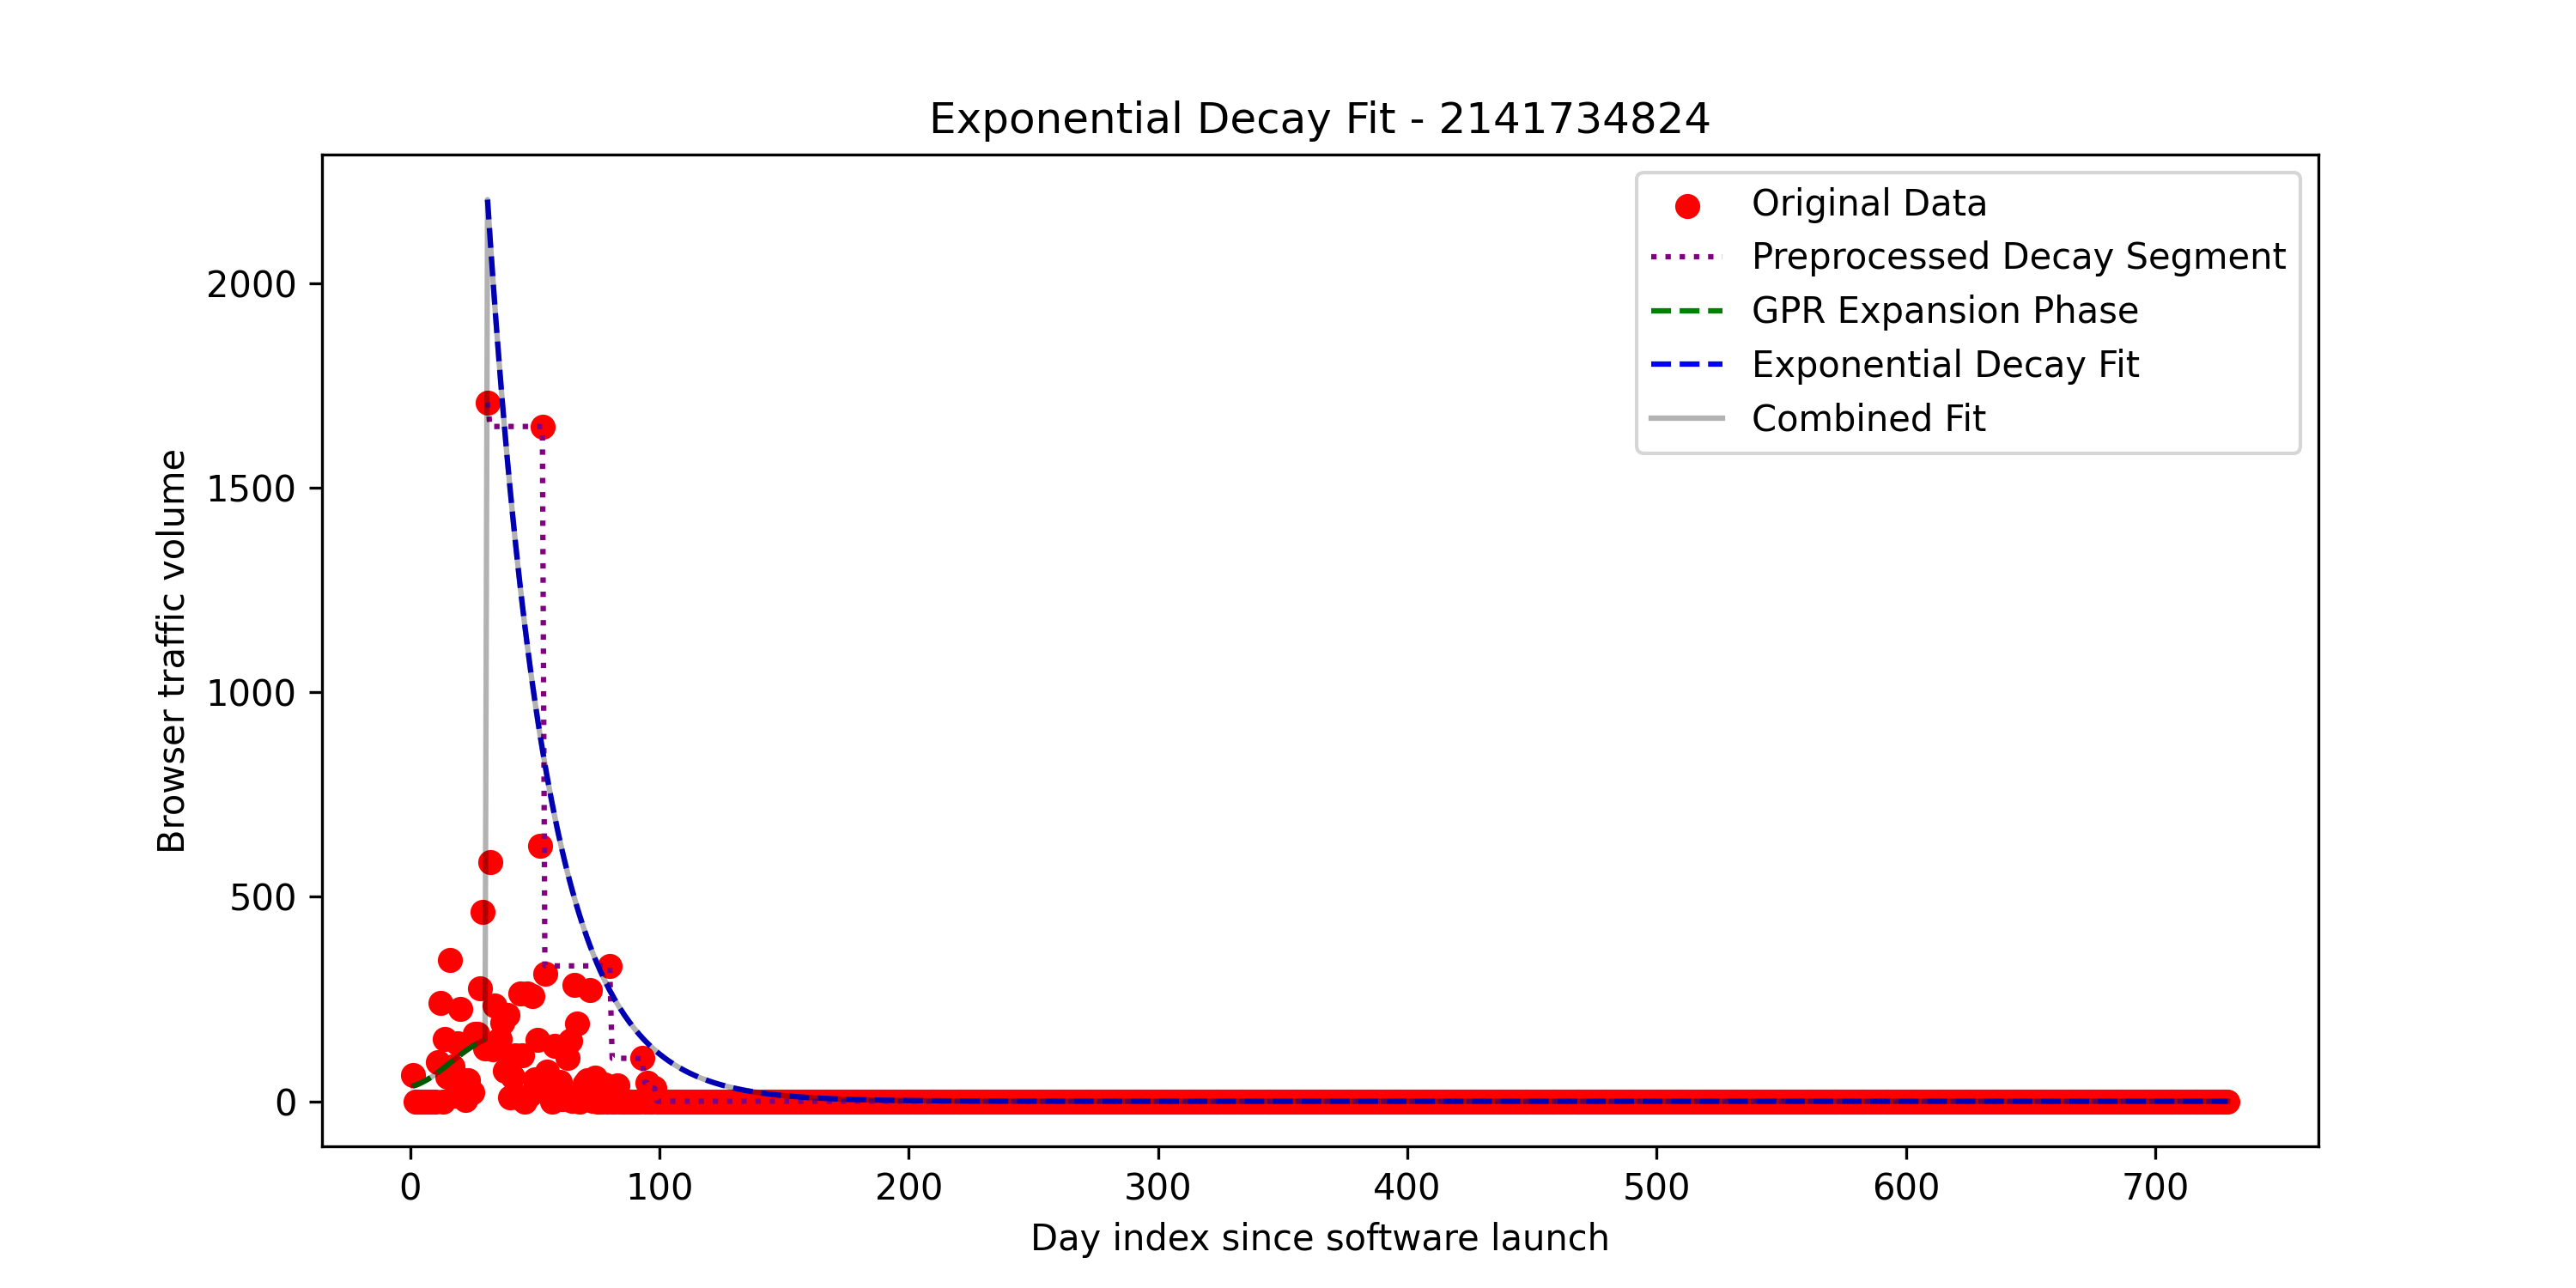 Exponential Decay Fit - 2141734824
Original Data
Preprocessed Decay Segment
GPR Expansion Phase
Exponential Decay Fit
Combined Fit
Browser traffic volume
2000
1500
1000
500
0
0 100 200 300 400 500 600 700
Day index since software launch